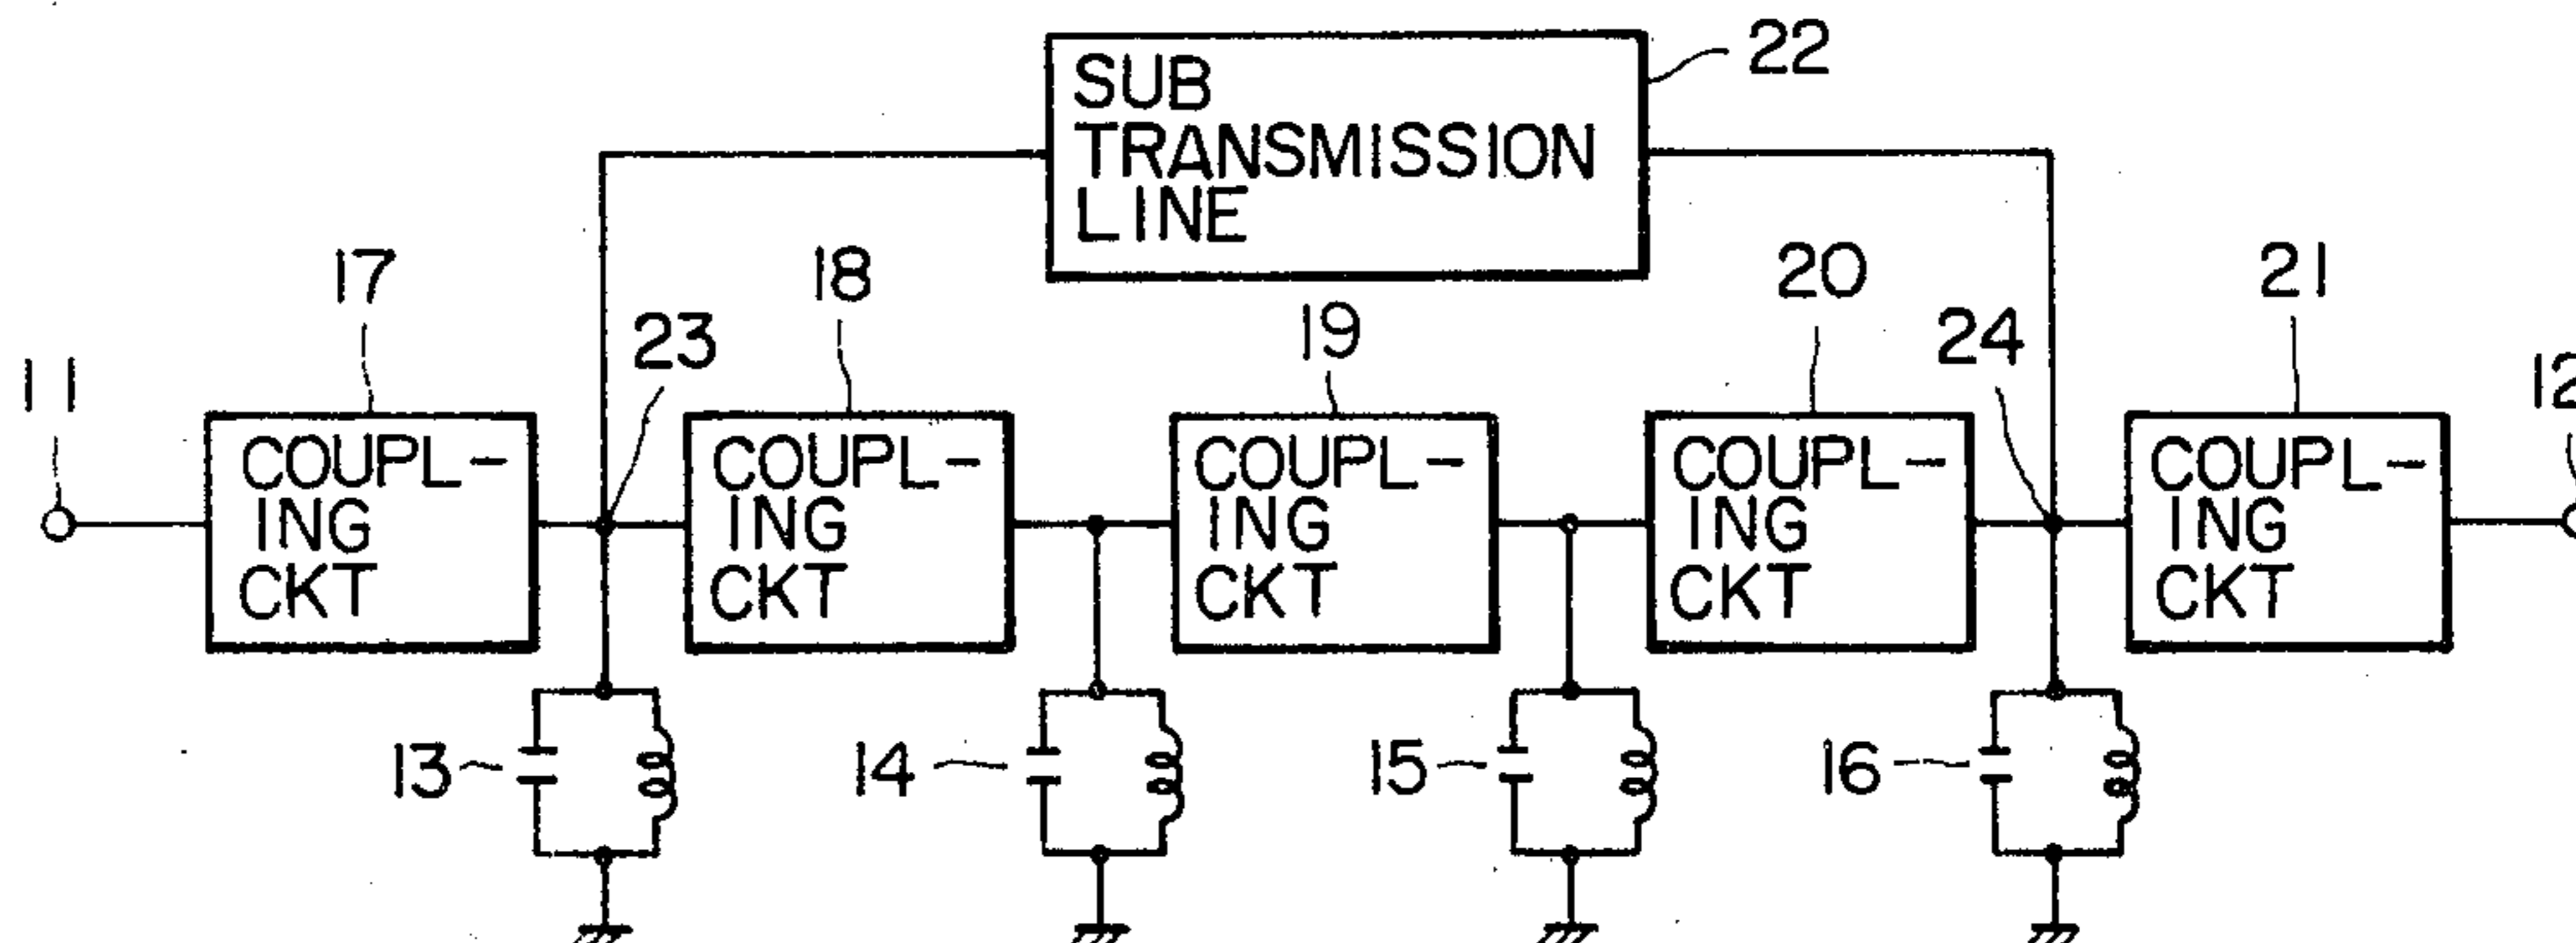 SUB
TRANSMISSION
LINE
22
17
18
19
20
21
23
24
11
12
COUPL-
ING
CKT
COUPL-
ING
CKT
COUPL-
ING
CKT
COUPL-
ING
CKT
COUPL-
ING
CKT
13
14
15
16